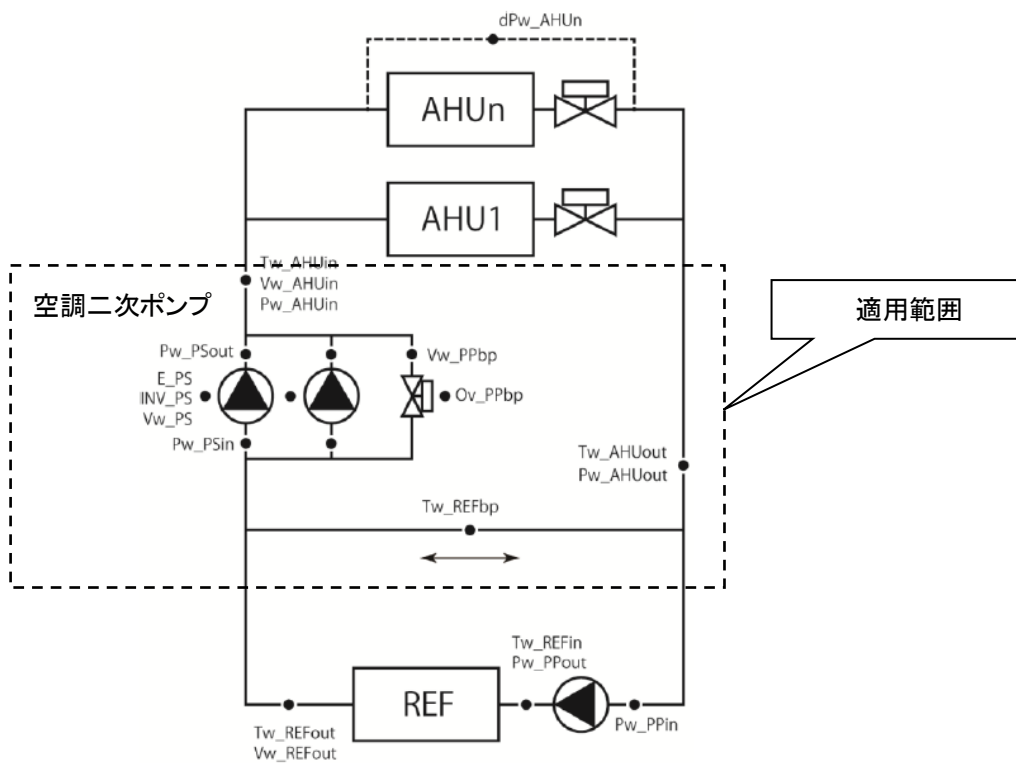 dPw_AHUn
AHUn
AHU1
Tw_AHUin
Vw_AHUin
Pw_AHUin
空調二次ポンプ
適用範囲
Pw_PSout
Vw_PPbp
E_PS
INV_PS
Vw_PS
Ov_PPbp
Pw_PSin
Tw_AHUout
Pw_AHUout
Tw_REFbp
Tw_REFin
Pw_PPout
REF
Pw_PPin
Tw_REFout
Vw_REFout